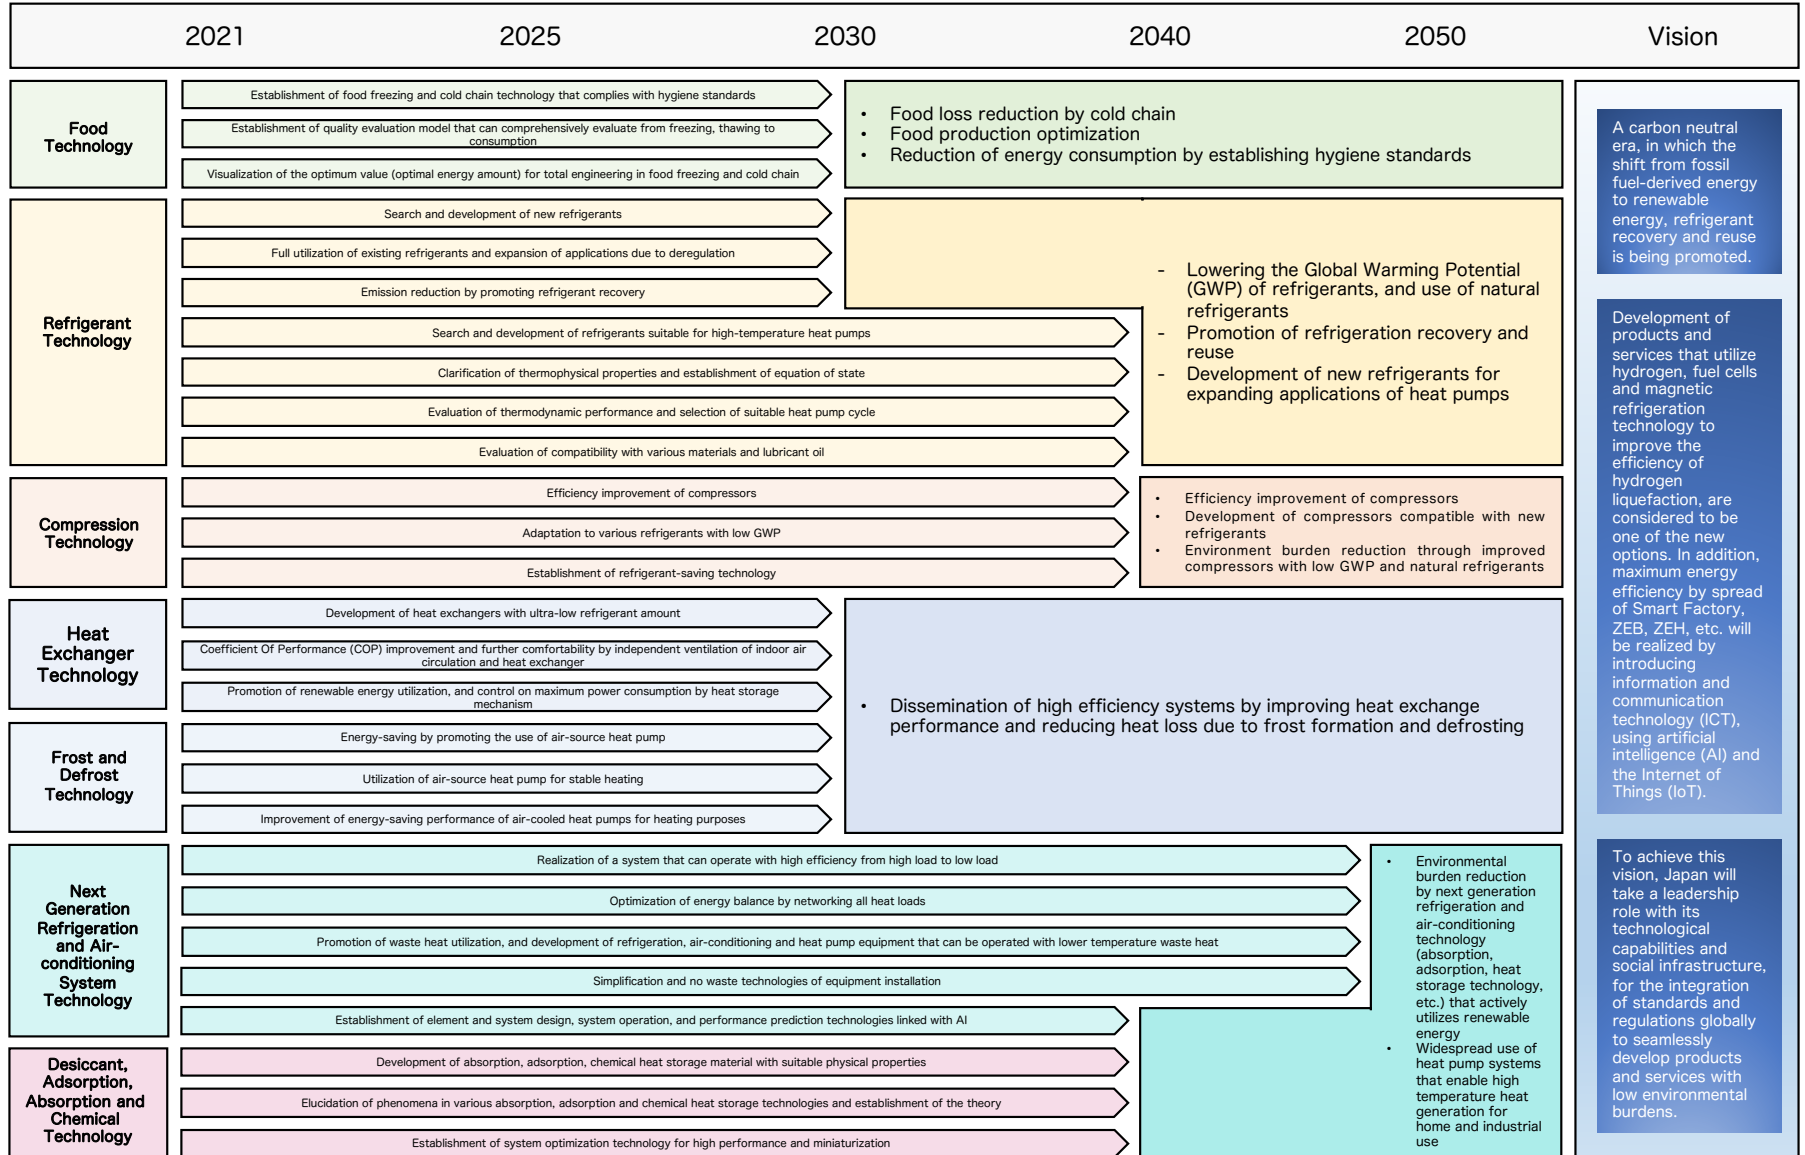 2021 2025 2030 2040 2050 Vision
Food
Technology
Establishment of food freezing and cold chain technology that complies with hygiene standards
Establishment of quality evaluation model that can comprehensively evaluate from freezing, thawing to
consumption
Visualization of the optimum value (optimal energy amount) for total engineering in food freezing and cold chain
• Food loss reduction by cold chain
• Food production optimization
• Reduction of energy consumption by establishing hygiene standards
Refrigerant
Technology
Search and development of new refrigerants
Full utilization of existing refrigerants and expansion of applications due to deregulation
Emission reduction by promoting refrigerant recovery
Search and development of refrigerants suitable for high-temperature heat pumps
Clarification of thermophysical properties and establishment of equation of state
Evaluation of thermodynamic performance and selection of suitable heat pump cycle
Evaluation of compatibility with various materials and lubricant oil
- Lowering the Global Warming Potential
(GWP) of refrigerants, and use of natural
refrigerants
- Promotion of refrigeration recovery and
reuse
- Development of new refrigerants for
expanding applications of heat pumps
Compression
Technology
Efficiency improvement of compressors
Adaptation to various refrigerants with low GWP
Establishment of refrigerant-saving technology
• Efficiency improvement of compressors
• Development of compressors compatible with new
refrigerants
• Environment burden reduction through improved
compressors with low GWP and natural refrigerants
Heat
Exchanger
Technology
Development of heat exchangers with ultra-low refrigerant amount
Coefficient Of Performance (COP) improvement and further comfortability by independent ventilation of indoor air
circulation and heat exchanger
Promotion of renewable energy utilization, and control on maximum power consumption by heat storage
mechanism
Frost and
Defrost
Technology
Energy-saving by promoting the use of air-source heat pump
Utilization of air-source heat pump for stable heating
Improvement of energy-saving performance of air-cooled heat pumps for heating purposes
• Dissemination of high efficiency systems by improving heat exchange
performance and reducing heat loss due to frost formation and defrosting
Next
Generation
Refrigeration
and Air-
conditioning
System
Technology
Realization of a system that can operate with high efficiency from high load to low load
Optimization of energy balance by networking all heat loads
Promotion of waste heat utilization, and development of refrigeration, air-conditioning and heat pump equipment that can be operated with lower temperature waste heat
Simplification and no waste technologies of equipment installation
Establishment of element and system design, system operation, and performance prediction technologies linked with AI
Desiccant,
Adsorption,
Absorption and
Chemical
Technology
Development of absorption, adsorption, chemical heat storage material with suitable physical properties
Elucidation of phenomena in various absorption, adsorption and chemical heat storage technologies and establishment of the theory
Establishment of system optimization technology for high performance and miniaturization
• Environmental
burden reduction
by next generation
refrigeration and
air-conditioning
technology
(absorption,
adsorption, heat
storage technology,
etc.) that actively
utilizes renewable
energy
• Widespread use of
heat pump systems
that enable high
temperature heat
generation for
home and industrial
use
A carbon neutral
era, in which the
shift from fossil
fuel-derived energy
to renewable
energy, refrigerant
recovery and reuse
is being promoted.
Development of
products and
services that utilize
hydrogen, fuel cells
and magnetic
refrigeration
technology to
improve the
efficiency of
hydrogen
liquefaction, are
considered to be
one of the new
options. In addition,
maximum energy
efficiency by spread
of Smart Factory,
ZEB, ZEH, etc. will
be realized by
introducing
information and
communication
technology (ICT),
using artificial
intelligence (AI) and
the Internet of
Things (IoT).
To achieve this
vision, Japan will
take a leadership
role with its
technological
capabilities and
social infrastructure,
for the integration
of standards and
regulations globally
to seamlessly
develop products
and services with
low environmental
burdens.